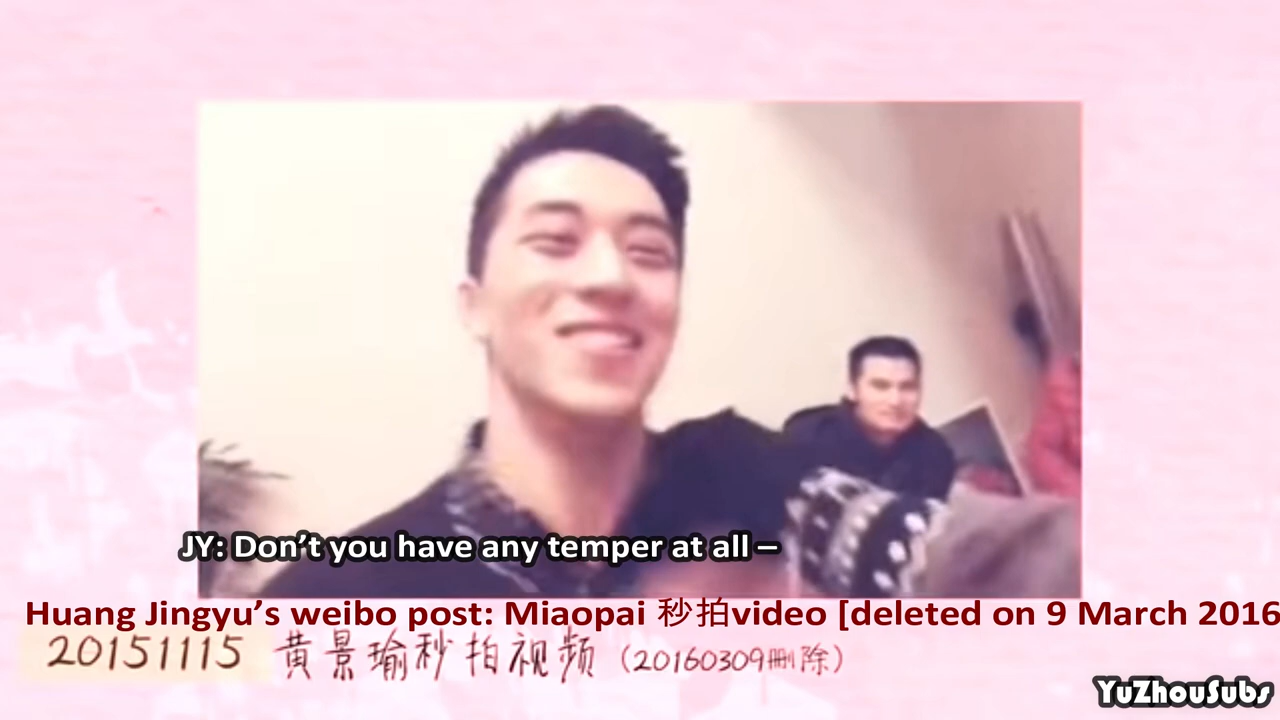 JY: Don't you have any temper at all –
Huang Jingyu's weibo post: Miaopai 秒拍video [deleted on 9 March 2016
20151115 黄景瑜秒拍视频（20160309删除）
YuZhouSubs